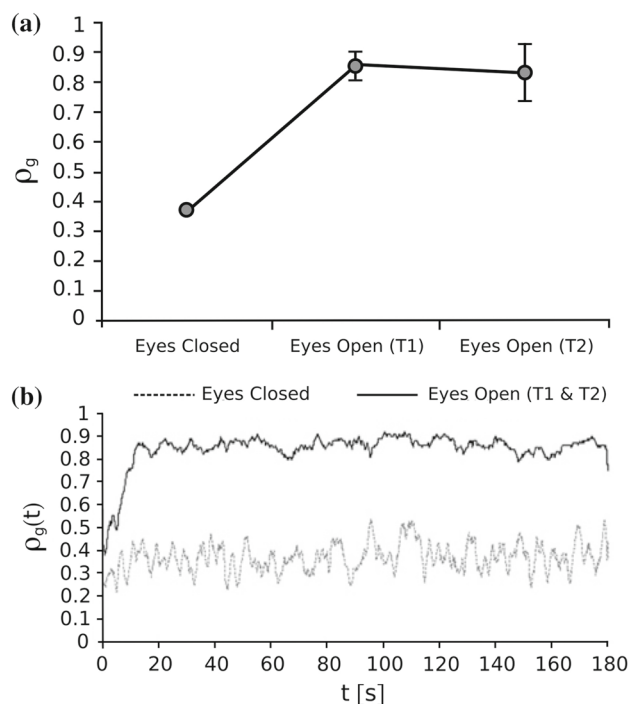 (a)
1
0.9
0.8
0.7
0.6
0.5
0.4
0.3
0.2
0.1
0
ρg
Eyes Closed Eyes Open (T1) Eyes Open (T2)
(b)
Eyes Closed Eyes Open (T1 & T2)
1
0.9
0.8
0.7
0.6
0.5
0.4
0.3
0.2
0.1
0
ρg(t)
0 20 40 60 80 100 120 140 160 180
t [s]